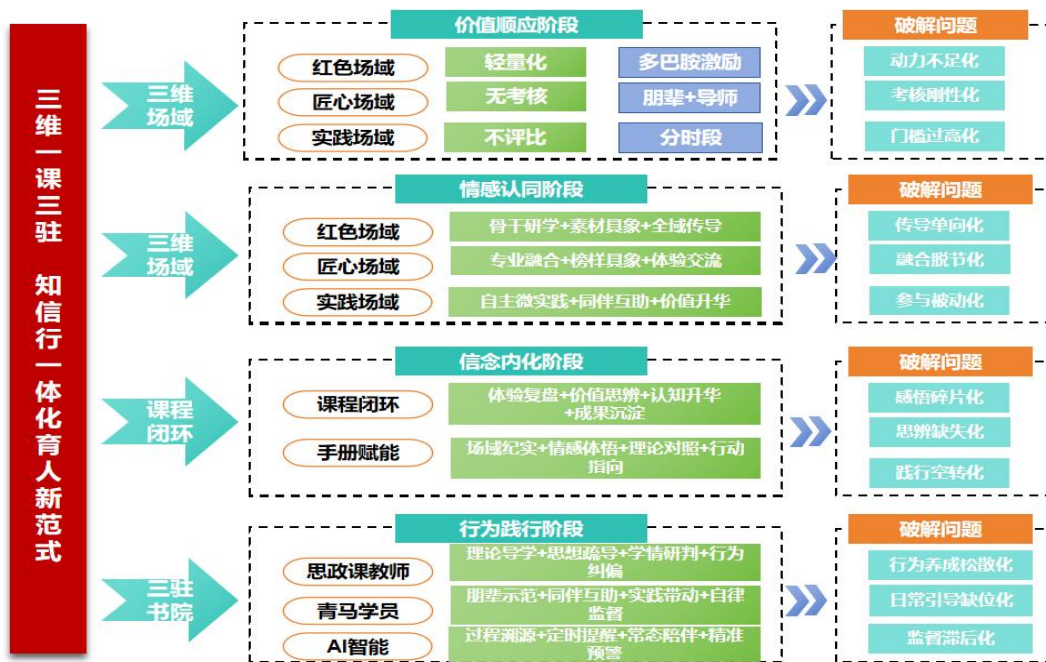 三维一课三驻 知信行一体化育人新范式
三维
场域
价值顺应阶段
红色场域
轻量化
多巴胺激励
匠心场域
无考核
朋辈+导师
实践场域
不评比
分时段
破解问题
动力不足化
考核刚性化
门槛过高化
三维
场域
情感认同阶段
红色场域
骨干研学+素材具象+全域传导
匠心场域
专业融合+榜样具象+体验交流
实践场域
自主微实践+同伴互助+价值升华
破解问题
传导单向化
融合脱节化
参与被动化
课程
闭环
信念内化阶段
课程闭环
体验复盘+价值思辨+认知升华
+成果沉淀
手册赋能
场域纪实+情感体悟+理论对照+行动
指向
破解问题
感悟碎片化
思辨缺失化
践行空转化
三驻
书院
行为践行阶段
思政课教师
理论导学+思想疏导+学情研判+行为
纠偏
青马学员
朋辈示范+同伴互助+实践带动+自律
监督
AI智能
过程溯源+定时提醒+常态陪伴+精准
预警
破解问题
行为养成松散化
日常引导缺位化
监督滞后化